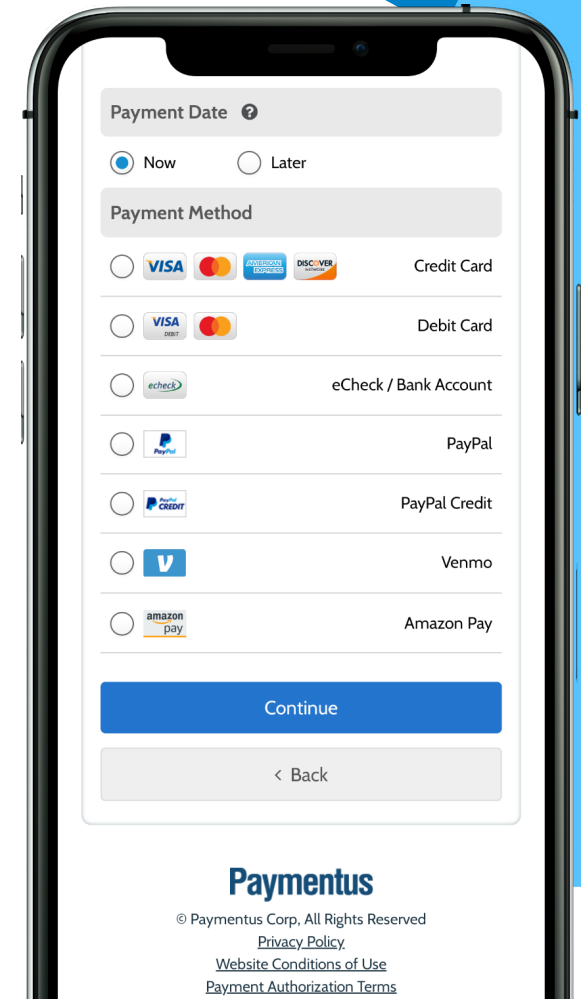 Payment Date ?
Now Later
Payment Method
VISA AMERICAN EXPRESS DISCOVER NETWORK Credit Card
VISA DEBIT Debit Card
echeck eCheck / Bank Account
PayPal PayPal
PayPal CREDIT PayPal Credit
V Venmo
amazon pay Amazon Pay
Continue
< Back
Paymentus
© Paymentus Corp, All Rights Reserved
Privacy Policy
Website Conditions of Use
Payment Authorization Terms